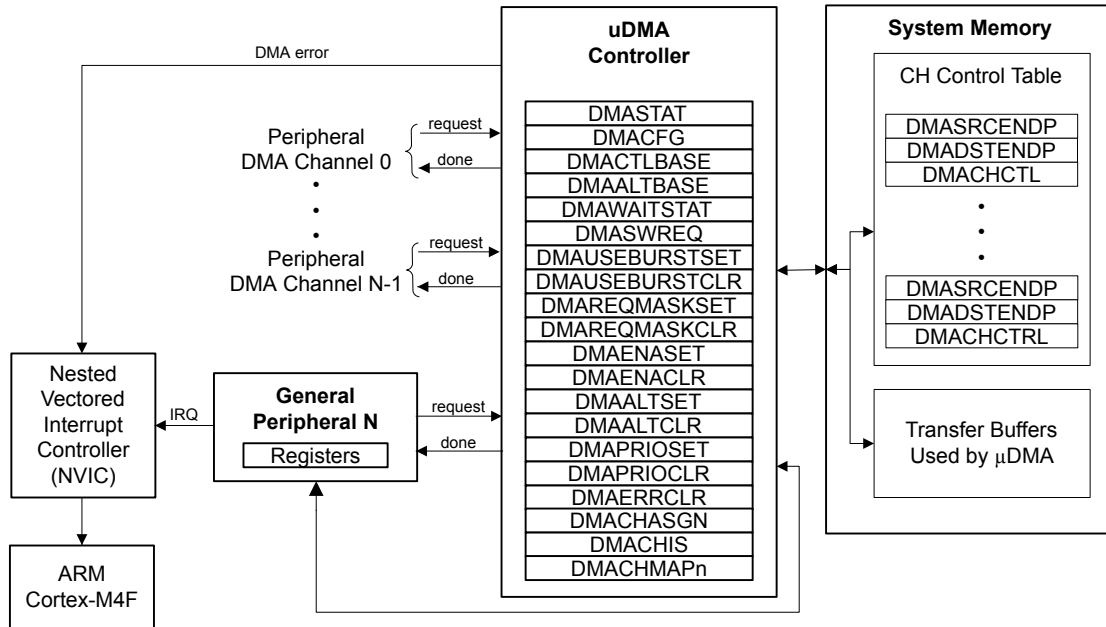 uDMA
Controller
System Memory
DMA error
CH Control Table
DMASTAT
DMACFG
DMACTLBASE
DMAALTBASE
DMAWAITSTAT
DMASWREQ
DMAUSEBURSTSET
DMAUSEBURSTCLR
DMAREQMASKSET
DMAREQMASKCLR
DMAENASET
DMAENACLR
DMAALTSET
DMAALTCLR
DMAPRIOSET
DMAPRIOCLR
DMAERRCLR
DMACHASGN
DMACHIS
DMACHMAPn
Peripheral
DMA Channel 0
request
done
•
•
•
Peripheral
DMA Channel N-1
request
done
DMASRCENDP
DMADSTENDP
DMACHCTL
•
•
•
DMASRCENDP
DMADSTENDP
DMACHCTRL
Transfer Buffers
Used by μDMA
Nested
Vectored
Interrupt
Controller
(NVIC)
IRQ
General
Peripheral N
Registers
request
done
ARM
Cortex-M4F